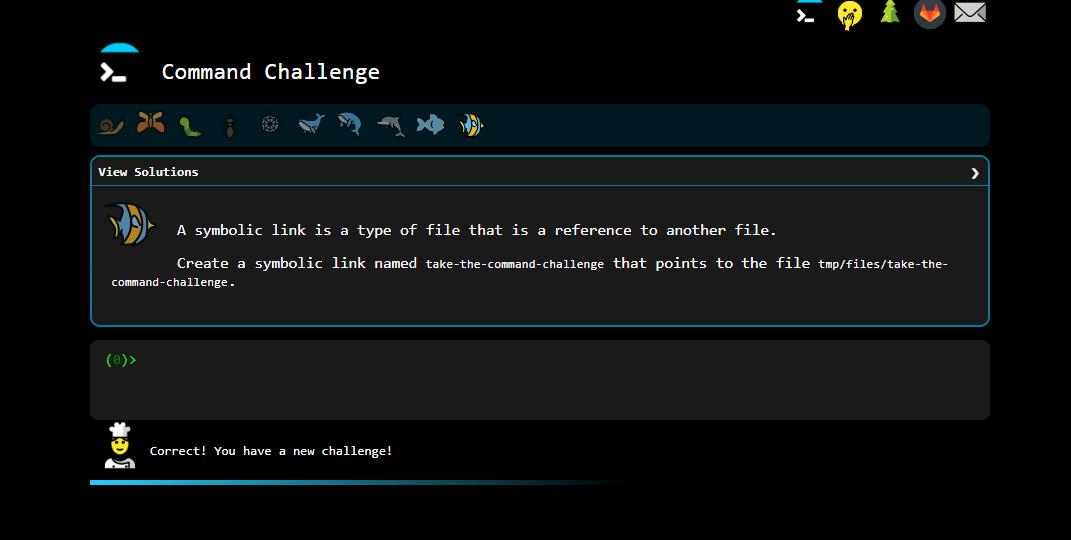 Command Challenge
View Solutions
A symbolic link is a type of file that is a reference to another file.
Create a symbolic link named take-the-command-challenge that points to the file tmp/files/take-the-
command-challenge.
(0)>
Correct! You have a new challenge!